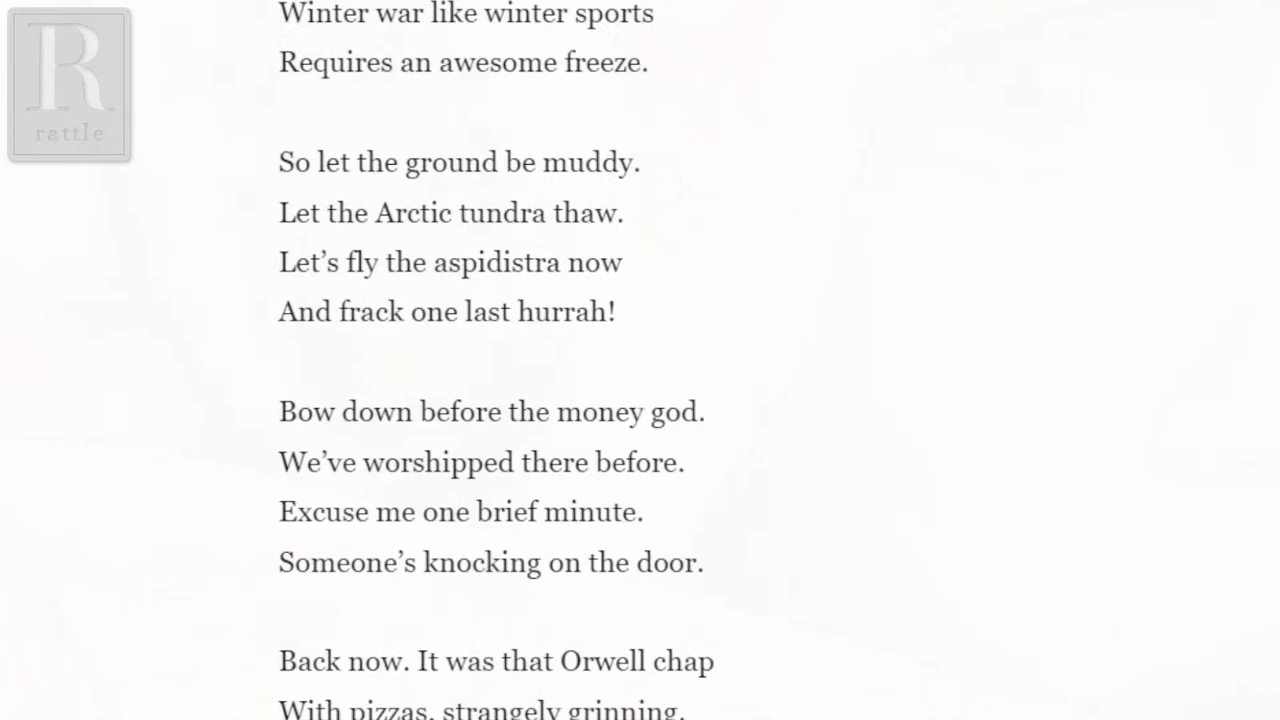 R
rattle
Winter war like winter sports
Requires an awesome freeze.
So let the ground be muddy.
Let the Arctic tundra thaw.
Let’s fly the aspidistra now
And frack one last hurrah!
Bow down before the money god.
We’ve worshipped there before.
Excuse me one brief minute.
Someone’s knocking on the door.
Back now. It was that Orwell chap
With pizzas, strangely grinning.